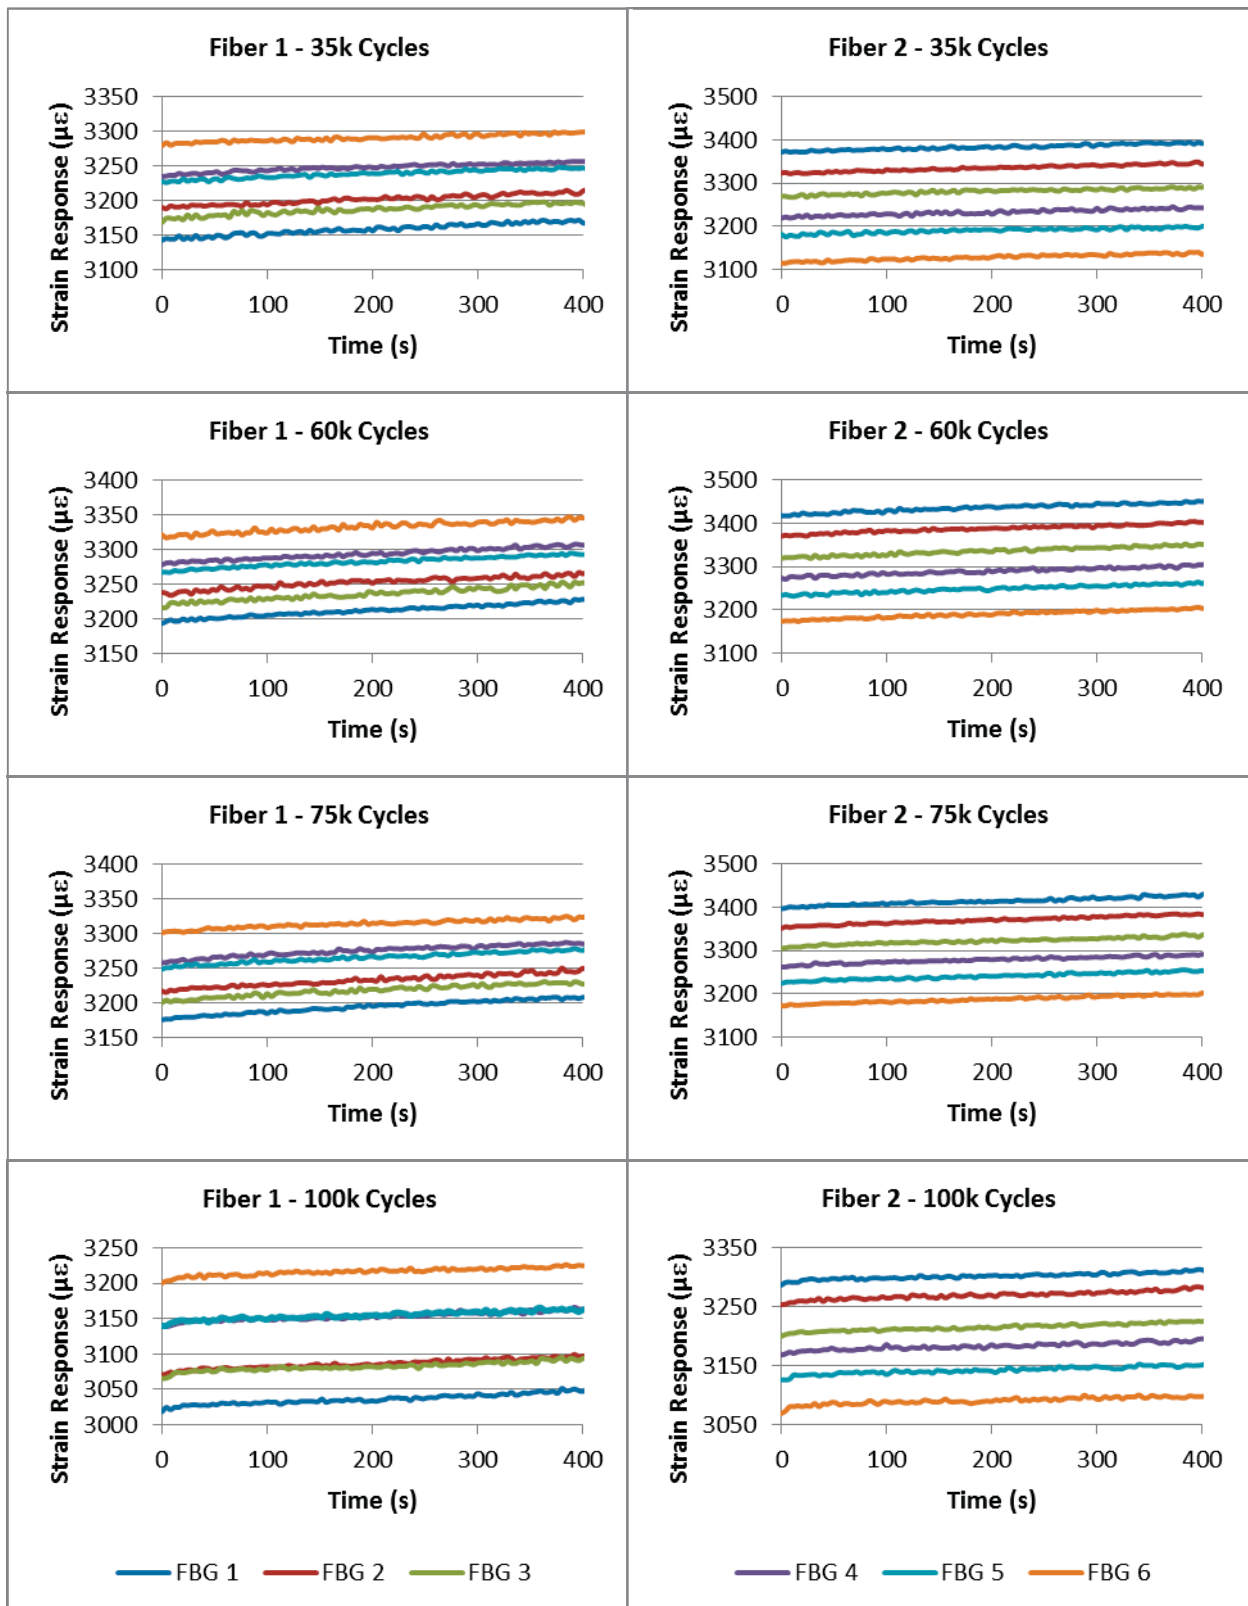 Fiber 1 - 35k Cycles
Strain Response (με)
3350
3300
3250
3200
3150
3100
0 100 200 300 400
Time (s)
Fiber 2 - 35k Cycles
Strain Response (με)
3500
3400
3300
3200
3100
0 100 200 300 400
Time (s)
Fiber 1 - 60k Cycles
Strain Response (με)
3400
3350
3300
3250
3200
3150
0 100 200 300 400
Time (s)
Fiber 2 - 60k Cycles
Strain Response (με)
3500
3400
3300
3200
3100
0 100 200 300 400
Time (s)
Fiber 1 - 75k Cycles
Strain Response (με)
3400
3350
3300
3250
3200
3150
0 100 200 300 400
Time (s)
Fiber 2 - 75k Cycles
Strain Response (με)
3500
3400
3300
3200
3100
0 100 200 300 400
Time (s)
Fiber 1 - 100k Cycles
Strain Response (με)
3250
3200
3150
3100
3050
3000
0 100 200 300 400
Time (s)
Fiber 2 - 100k Cycles
Strain Response (με)
3350
3250
3150
3050
0 100 200 300 400
Time (s)
FBG 1 FBG 2 FBG 3 FBG 4 FBG 5 FBG 6